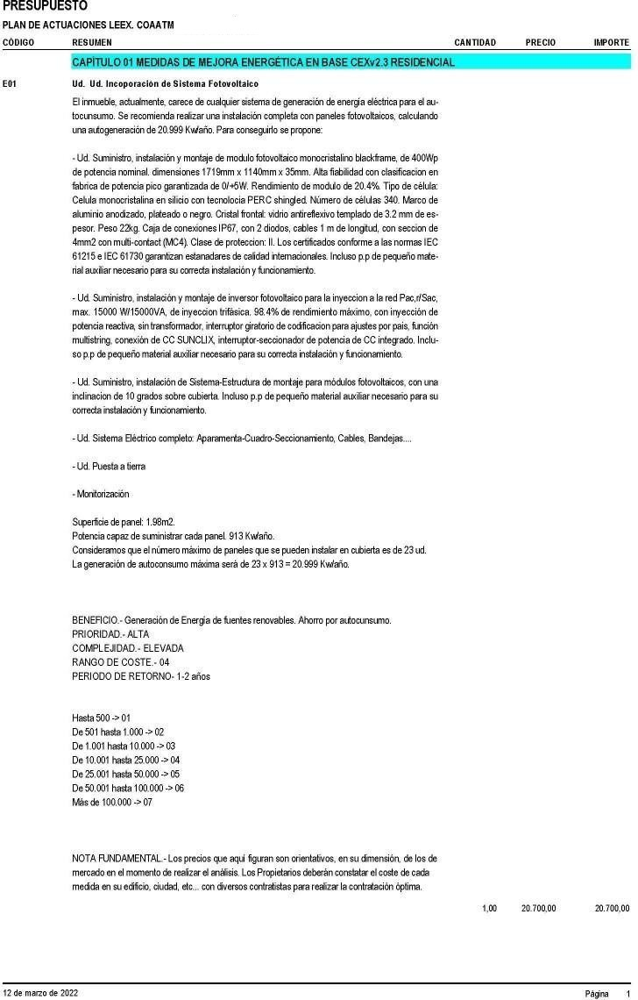 PRESUPUESTO
PLAN DE ACTUACIONES LEEX. COAATM
CÓDIGO RESUMEN CANTIDAD PRECIO IMPORTE
CAPÍTULO 01 MEDIDAS DE MEJORA ENERGÉTICA EN BASE CEXv2.3 RESIDENCIAL
E01 Ud. Ud. Incoporación de Sistema Fotovoltaico
El inmueble, actualmente, carece de cualquier sistema de generación de energía eléctrica para el au-
tocunsumo. Se recomienda realizar una instalación completa con paneles fotovoltaicos, calculando
una autogeneración de 20.999 Kw/año. Para conseguirlo se propone:
- Ud. Suministro, instalación y montaje de modulo fotovoltaico monocristalino blackframe, de 400Wp
de potencia nominal. dimensiones 1719mm x 1140mm x 35mm. Alta fiabilidad con clasificacion en
fabrica de potencia pico garantizada de 0/+5W. Rendimiento de modulo de 20.4%. Tipo de célula:
Celula monocristalina en silicio con tecnolocia PERC shingled. Número de células 340. Marco de
aluminio anodizado, plateado o negro. Cristal frontal: vidrio antireflexivo templado de 3.2 mm de es-
pesor. Peso 22kg. Caja de conexiones IP67, con 2 diodos, cables 1 m de longitud, con seccion de
4mm2 con multi-contact (MC4). Clase de proteccion: II. Los certificados conforme a las normas IEC
61215 e IEC 61730 garantizan estanadares de calidad internacionales. Incluso p.p de pequeño mate-
rial auxiliar necesario para su correcta instalación y funcionamiento.
- Ud. Suministro, instalación y montaje de inversor fotovoltaico para la inyeccion a la red Pac,r/Sac,
max. 15000 W/15000VA, de inyeccion trifásica. 98.4% de rendimiento máximo, con inyección de
potencia reactiva, sin transformador, interruptor giratorio de codificacion para ajustes por pais, función
multistring, conexión de CC SUNCLIX, interruptor-seccionador de potencia de CC integrado. Inclu-
so p.p de pequeño material auxiliar necesario para su correcta instalación y funcionamiento.
- Ud. Suministro, instalación de Sistema-Estructura de montaje para módulos fotovoltaicos, con una
inclinacion de 10 grados sobre cubierta. Incluso p.p de pequeño material auxiliar necesario para su
correcta instalación y funcionamiento.
- Ud. Sistema Eléctrico completo: Aparamenta-Cuadro-Seccionamiento, Cables, Bandejas....
- Ud. Puesta a tierra
- Monitorización
Superficie de panel: 1.98m2.
Potencia capaz de suministrar cada panel. 913 Kw/año.
Consideramos que el número máximo de paneles que se pueden instalar en cubierta es de 23 ud.
La generación de autoconsumo máxima será de 23 x 913 = 20.999 Kw/año.
BENEFICIO.- Generación de Energía de fuentes renovables. Ahorro por autocunsumo.
PRIORIDAD.- ALTA
COMPLEJIDAD.- ELEVADA
RANGO DE COSTE.- 04
PERIODO DE RETORNO- 1-2 años
Hasta 500 -> 01
De 501 hasta 1.000 -> 02
De 1.001 hasta 10.000 -> 03
De 10.001 hasta 25.000 -> 04
De 25.001 hasta 50.000 -> 05
De 50.001 hasta 100.000 -> 06
Más de 100.000 -> 07
NOTA FUNDAMENTAL.- Los precios que aquí figuran son orientativos, en su dimensión, de los de
mercado en el momento de realizar el análisis. Los Propietarios deberán constatar el coste de cada
medida en su edificio, ciudad, etc... con diversos contratistas para realizar la contratación óptima.
1,00 20.700,00 20.700,00
12 de marzo de 2022 Página 1